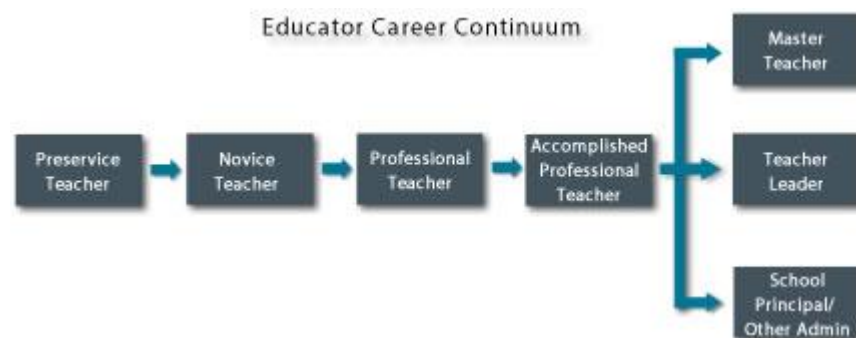 Educator Career Continuum
Preservice
Teacher
Novice
Teacher
Professional
Teacher
Accomplished
Professional
Teacher
Master
Teacher
Teacher
Leader
School
Principal/
Other Admin